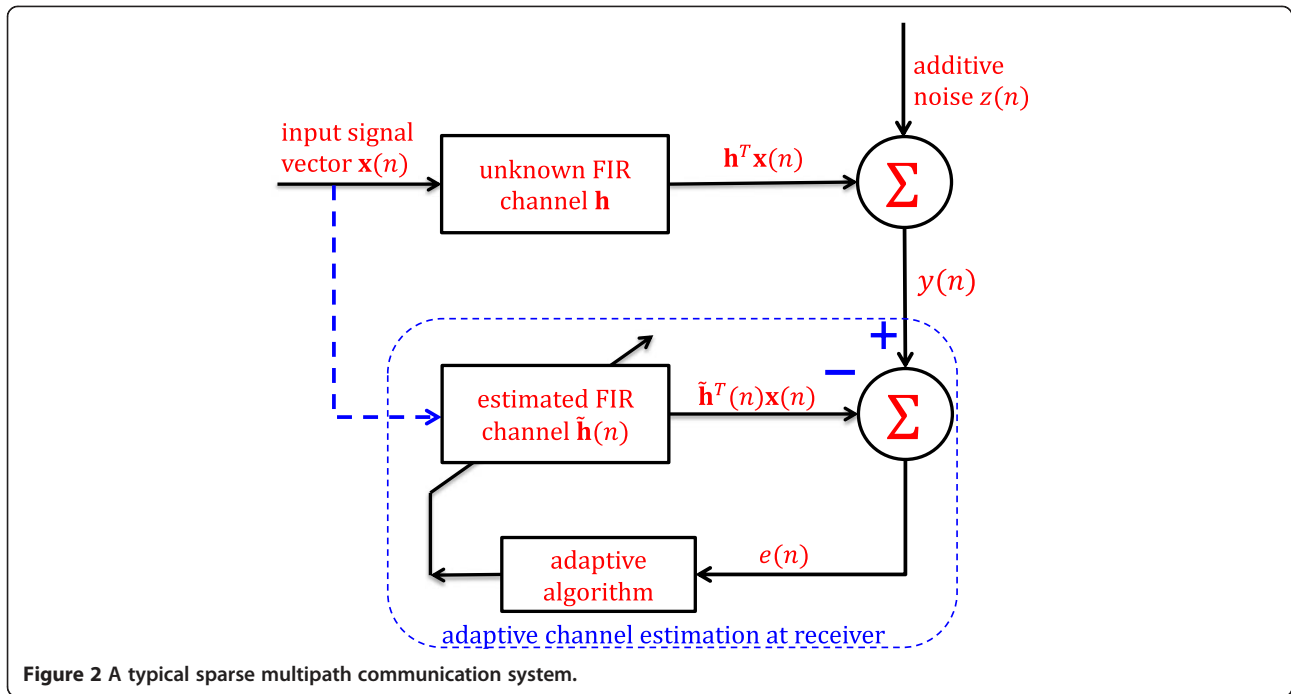 additive
noise z(n)
input signal
vector x(n)
unknown FIR
channel h
h^T x(n)
Σ
y(n)
+
−
estimated FIR
channel h̃(n)
h̃^T(n)x(n)
Σ
adaptive
algorithm
e(n)
adaptive channel estimation at receiver
Figure 2 A typical sparse multipath communication system.